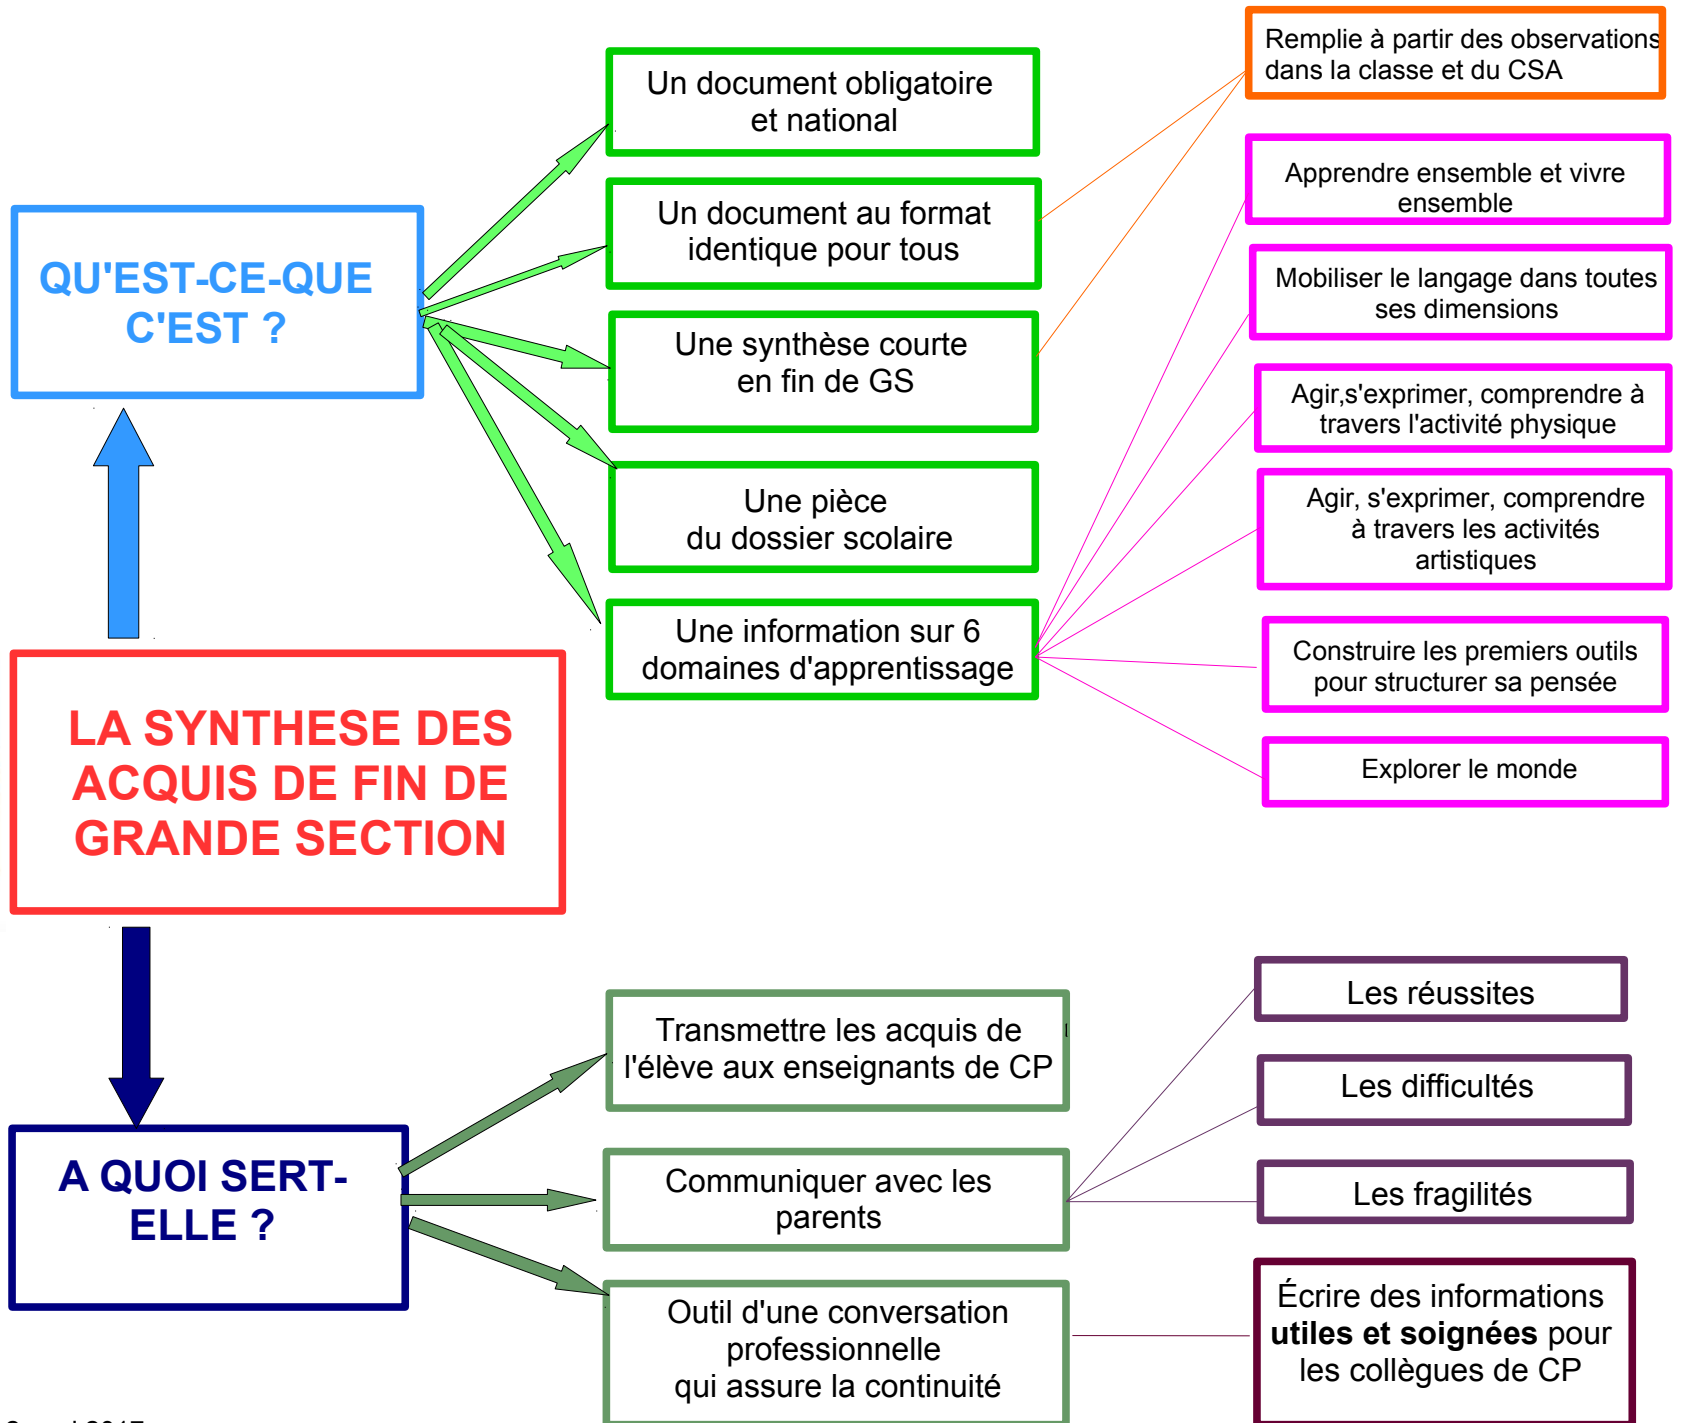 Remplie à partir des observations
dans la classe et du CSA
Un document obligatoire
et national
Apprendre ensemble et vivre
ensemble
Un document au format
identique pour tous
QU'EST-CE-QUE
C'EST ?
Mobiliser le langage dans toutes
ses dimensions
Une synthèse courte
en fin de GS
Agir,s'exprimer, comprendre à
travers l'activité physique
Une pièce
du dossier scolaire
Agir, s'exprimer, comprendre
à travers les activités
artistiques
Une information sur 6
domaines d'apprentissage
Construire les premiers outils
pour structurer sa pensée
Explorer le monde
LA SYNTHESE DES
ACQUIS DE FIN DE
GRANDE SECTION
Les réussites
Transmettre les acquis de
l'élève aux enseignants de CP
Les difficultés
A QUOI SERT-
ELLE ?
Communiquer avec les
parents
Les fragilités
Outil d'une conversation
professionnelle
qui assure la continuité
Écrire des informations
utiles et soignées pour
les collègues de CP